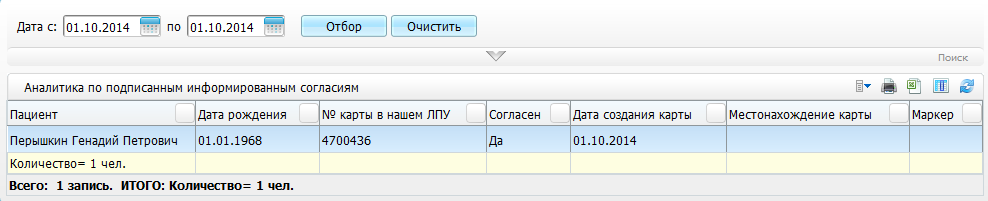 Дата с: 01.10.2014 по 01.10.2014 Отбор Очистить
Поиск
Аналитика по подписанным информированным согласиям
Пациент Дата рождения № карты в нашем ЛПУ Согласен Дата создания карты Местонахождение карты Маркер
Перышкин Генадий Петрович 01.01.1968 4700436 Да 01.10.2014
Количество= 1 чел.
Всего: 1 запись. ИТОГО: Количество= 1 чел.